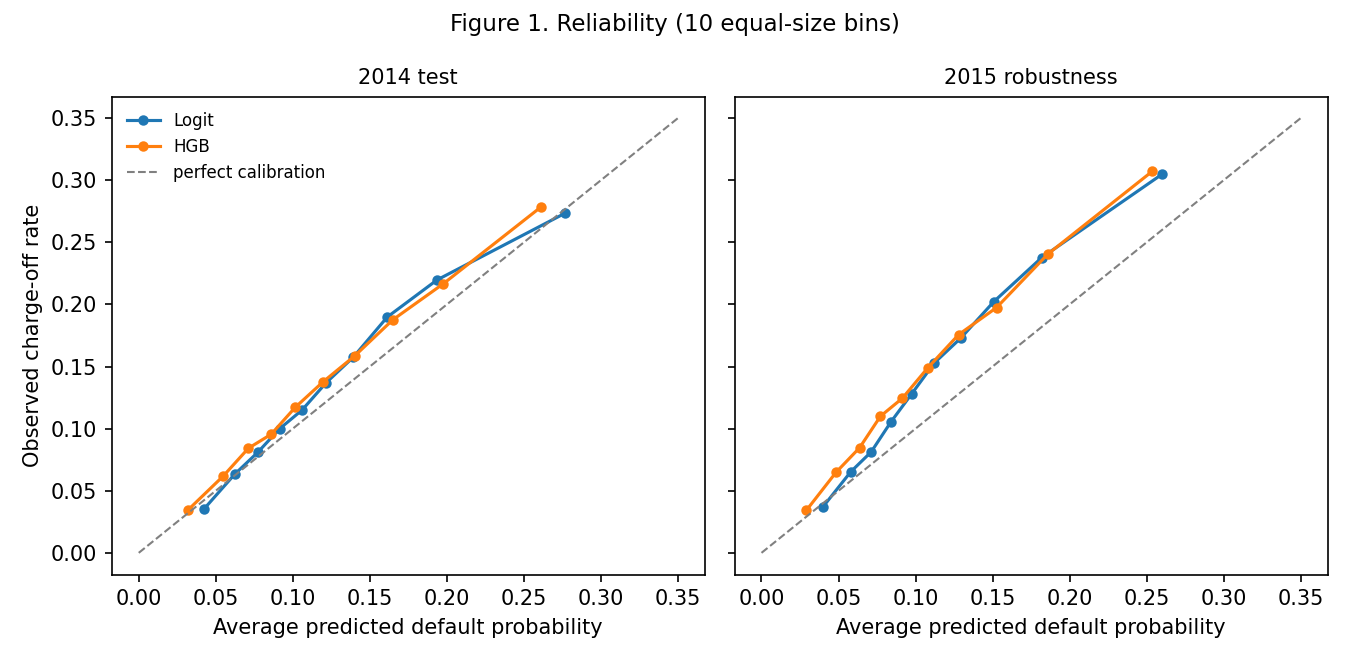 Figure 1. Reliability (10 equal-size bins)
2014 test
2015 robustness
Logit
HGB
perfect calibration
Observed charge-off rate
0.35
0.30
0.25
0.20
0.15
0.10
0.05
0.00
0.00 0.05 0.10 0.15 0.20 0.25 0.30 0.35
0.00 0.05 0.10 0.15 0.20 0.25 0.30 0.35
Average predicted default probability
Average predicted default probability